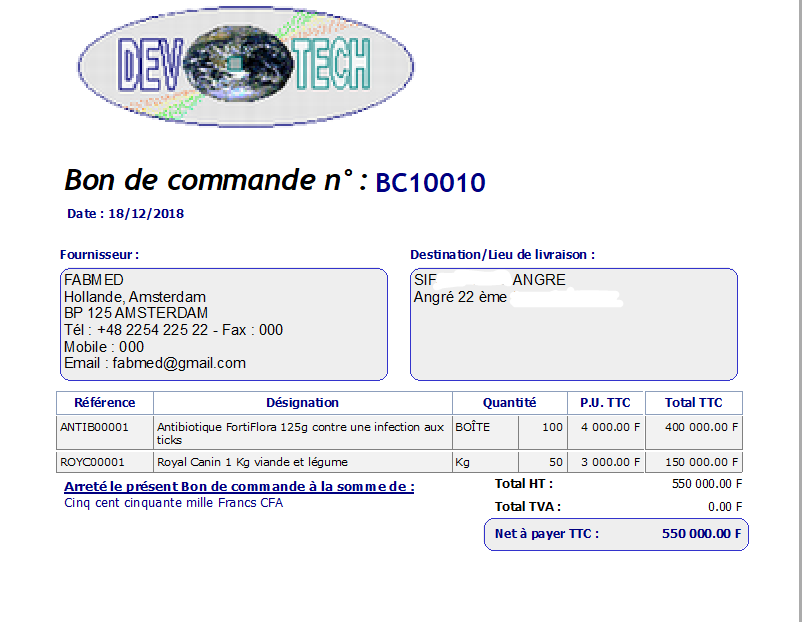 DEV TECH
Bon de commande n° : BC10010
Date : 18/12/2018
Fournisseur :
FABMED
Hollande, Amsterdam
BP 125 AMSTERDAM
Tél : +48 2254 225 22 - Fax : 000
Mobile : 000
Email : fabmed@gmail.com
Destination/Lieu de livraison :
SIF ANGRE
Angré 22 ème
Référence Désignation Quantité P.U. TTC Total TTC
ANTIB00001 Antibiotique FortiFlora 125g contre une infection aux BOÎTE 100 4 000.00 F 400 000.00 F
ticks
ROYC00001 Royal Canin 1 Kg viande et légume Kg 50 3 000.00 F 150 000.00 F
Arreté le présent Bon de commande à la somme de :
Cinq cent cinquante mille Francs CFA
Total HT : 550 000.00 F
Total TVA : 0.00 F
Net à payer TTC : 550 000.00 F